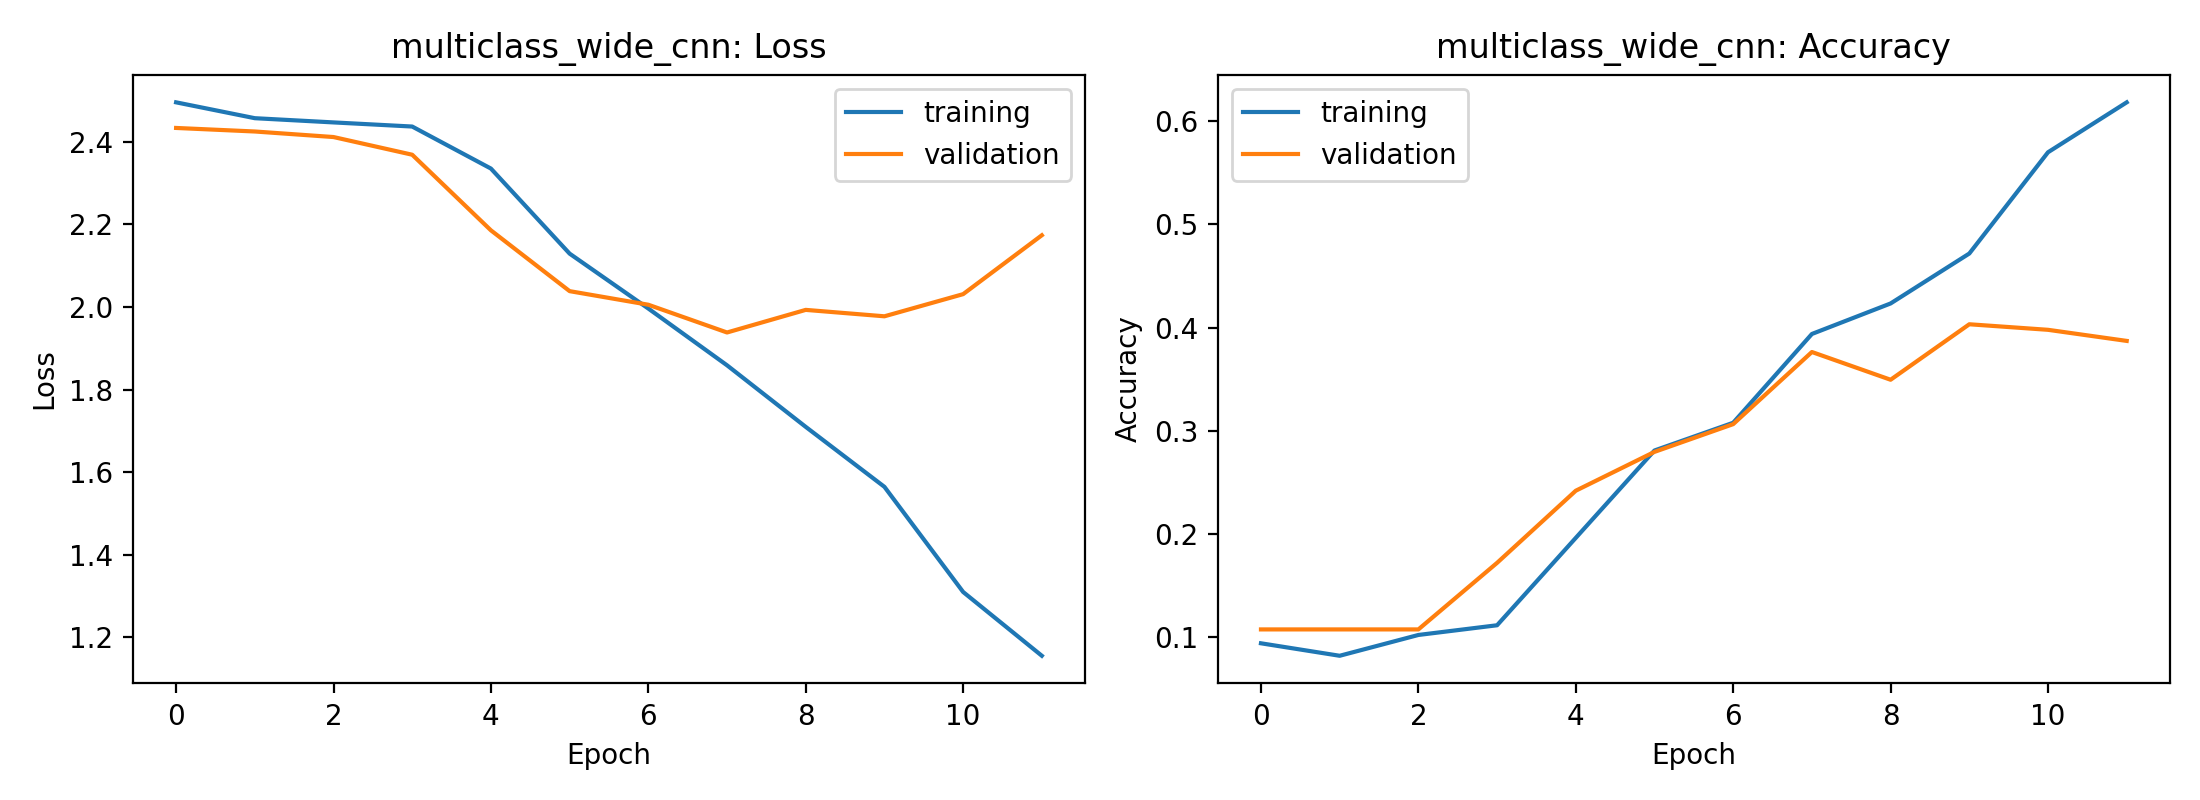 multiclass_wide_cnn: Loss
training
validation
2.4
2.2
2.0
1.8
1.6
1.4
1.2
Loss
0
2
4
6
8
10
Epoch
multiclass_wide_cnn: Accuracy
training
validation
0.6
0.5
0.4
0.3
0.2
0.1
Accuracy
0
2
4
6
8
10
Epoch